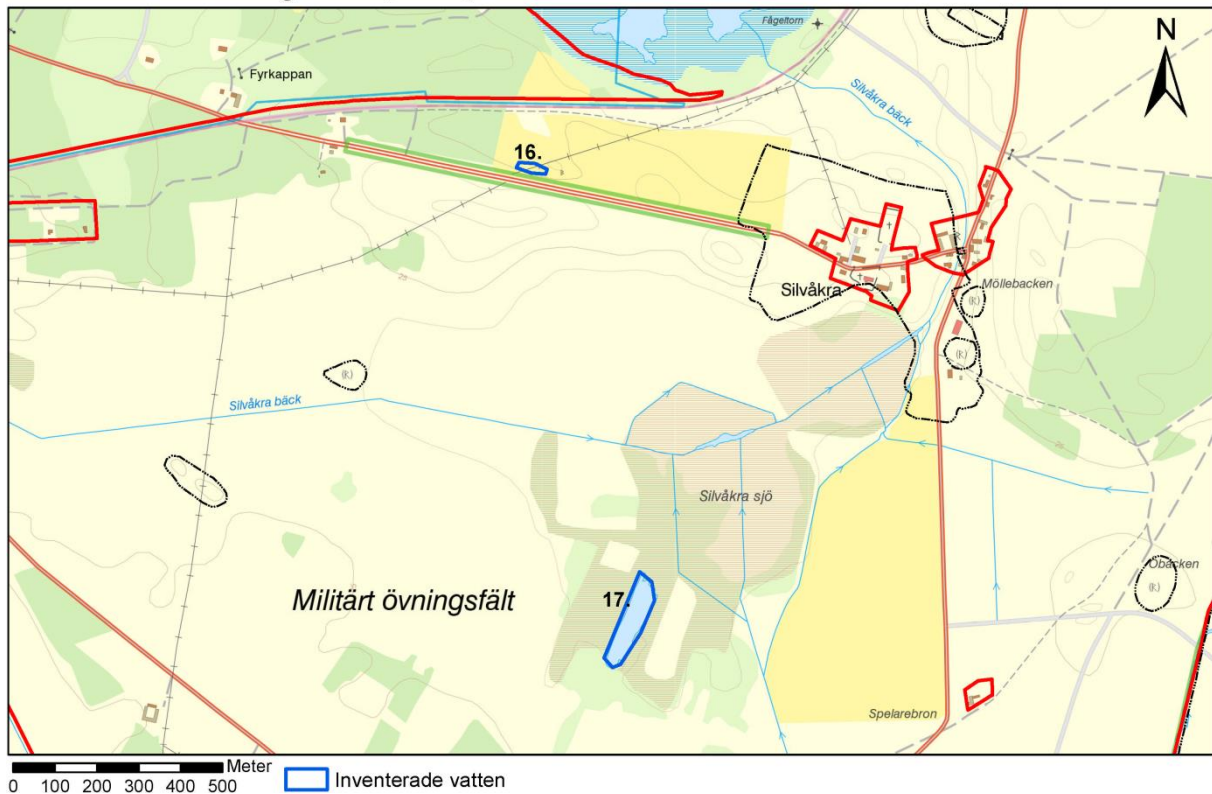 Fågeltorn
N
Fyrkappan
Silvåkra bäck
16.
Silvåkra
Möllebacken
(R)
(R)
(R)
Silvåkra bäck
25
Silvåkra sjö
Öbacken
(R)
Militärt övningsfält
17.
Spelarebron
Meter
0 100 200 300 400 500
Inventerade vatten